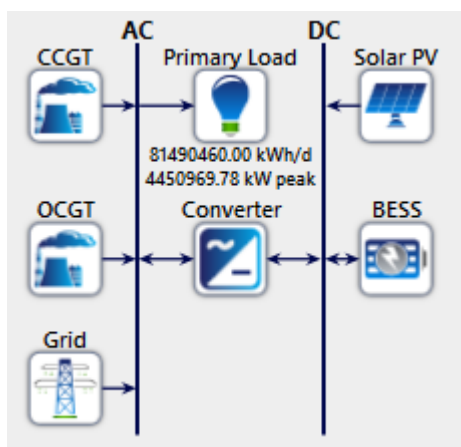 AC DC
CCGT Primary Load Solar PV
81490460.00 kWh/d
4450969.78 kW peak
OCGT Converter BESS
Grid